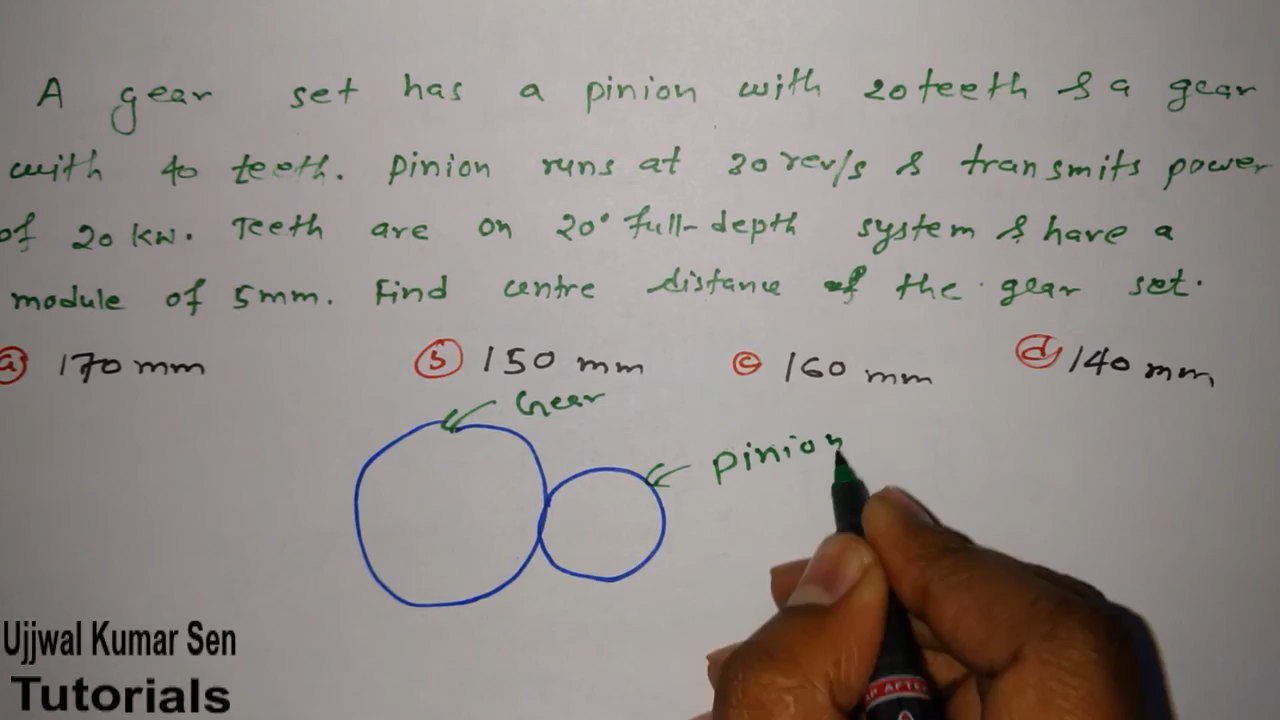 A gear set has a pinion with 20 teeth & a gear
with 40 teeth. Pinion runs at 30 rev/s & transmits power
of 20 kW. Teeth are on 20° full-depth system & have a
module of 5mm. Find centre distance of the gear set.
a 170 mm b 150 mm c 160 mm d 140 mm
Gear
Pinion
Ujjwal Kumar Sen
Tutorials